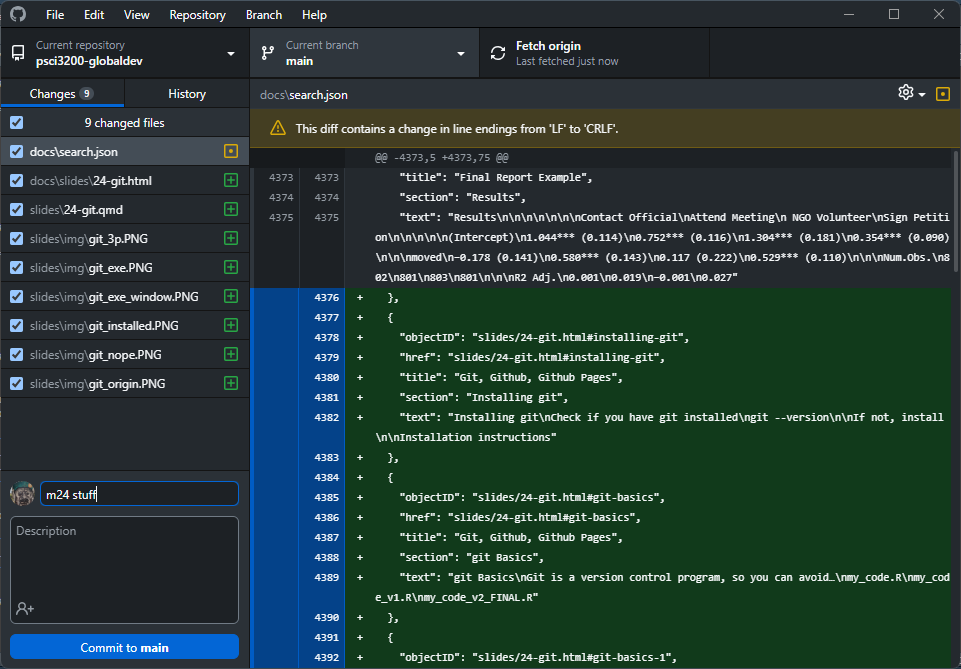 File Edit View Repository Branch Help
Current repository
psci3200-globaldev
Current branch
main
Fetch origin
Last fetched just now
Changes 9
History
9 changed files
docs\search.json
docs\slides\24-git.html
slides\24-git.qmd
slides\img\git_3p.PNG
slides\img\git_exe.PNG
slides\img\git_exe_window.PNG
slides\img\git_installed.PNG
slides\img\git_nope.PNG
slides\img\git_origin.PNG
m24 stuff
Description
Commit to main
docs\search.json
This diff contains a change in line endings from 'LF' to 'CRLF'.
@@ -4373,5 +4373,75 @@
4373 4373 "title": "Final Report Example",
4374 4374 "section": "Results",
4375 4375 "text": "Results\n\n\n\n\n\n\nContact Official\nAttend Meeting\n NGO Volunteer\nSign Petiti
on\n\n\n\n\n(Intercept)\n1.044*** (0.114)\n0.752*** (0.116)\n1.304*** (0.181)\n0.354*** (0.090)
\n\n\nmoved\n−0.178 (0.141)\n0.580*** (0.143)\n0.117 (0.222)\n0.529*** (0.110)\n\n\nNum.Obs.\n8
02\n801\n803\n801\n\n\nR2 Adj.\n0.001\n0.019\n−0.001\n0.027"
4376 + },
4377 + {
4378 + "objectID": "slides/24-git.html#installing-git",
4379 + "href": "slides/24-git.html#installing-git",
4380 + "title": "Git, Github, Github Pages",
4381 + "section": "Installing git",
4382 + "text": "Installing git\nCheck if you have git installed\ngit --version\n\nIf not, install
\n\nInstallation instructions"
4383 + },
4384 + {
4385 + "objectID": "slides/24-git.html#git-basics",
4386 + "href": "slides/24-git.html#git-basics",
4387 + "title": "Git, Github, Github Pages",
4388 + "section": "git Basics",
4389 + "text": "git Basics\nGit is a version control program, so you can avoid…\nmy_code.R\nmy_cod
e_v1.R\nmy_code_v2_FINAL.R"
4390 + },
4391 + {
4392 + "objectID": "slides/24-git.html#git-basics-1",